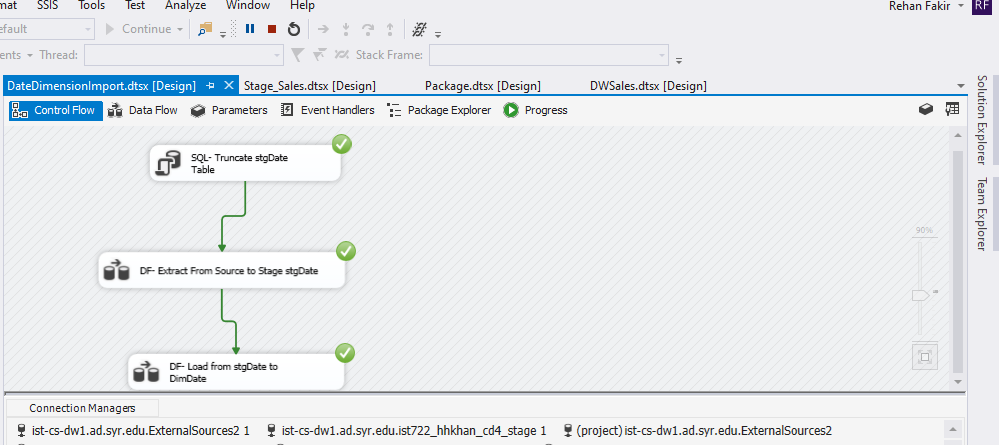 mat SSIS Tools Test Analyze Window Help Rehan Fakir RF
efault Continue
ents Thread: Stack Frame:
DateDimensionImport.dtsx [Design] Stage_Sales.dtsx [Design] Package.dtsx [Design] DWSales.dtsx [Design]
Control Flow Data Flow Parameters Event Handlers Package Explorer Progress
SQL- Truncate stgDate
Table
DF- Extract From Source to Stage stgDate
DF- Load from stgDate to
DimDate
90%
Solution Explorer
Team Explorer
Connection Managers
ist-cs-dw1.ad.syr.edu.ExternalSources2 1 ist-cs-dw1.ad.syr.edu.ist722_hhkhan_cd4_stage 1 (project) ist-cs-dw1.ad.syr.edu.ExternalSources2